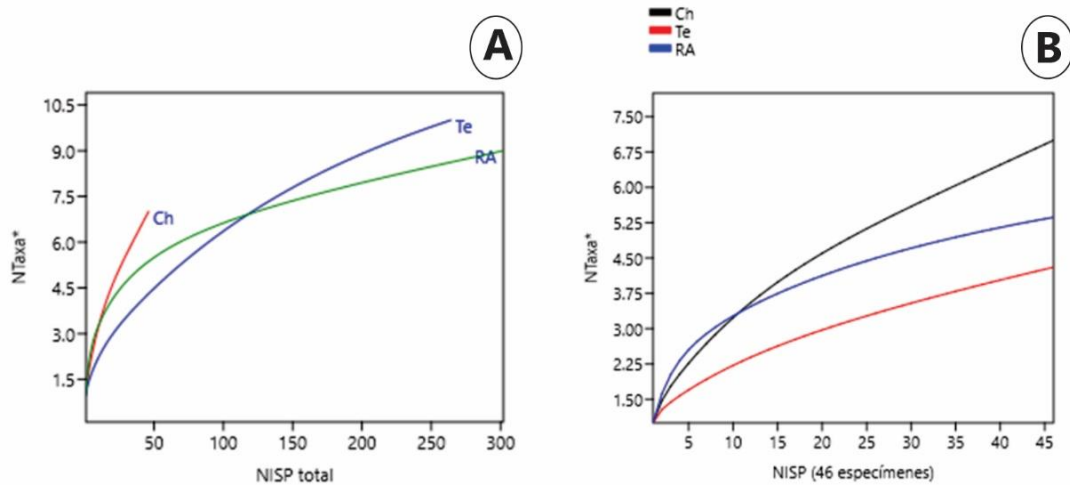 A
NTaxa*
10.5
9.0
7.5
6.0
4.5
3.0
1.5
Ch
Te
RA
50
100
150
200
250
300
NISP total
Ch
Te
RA
B
NTaxa*
7.50
6.75
6.00
5.25
4.50
3.75
3.00
2.25
1.50
5
10
15
20
25
30
35
40
45
NISP (46 especímenes)